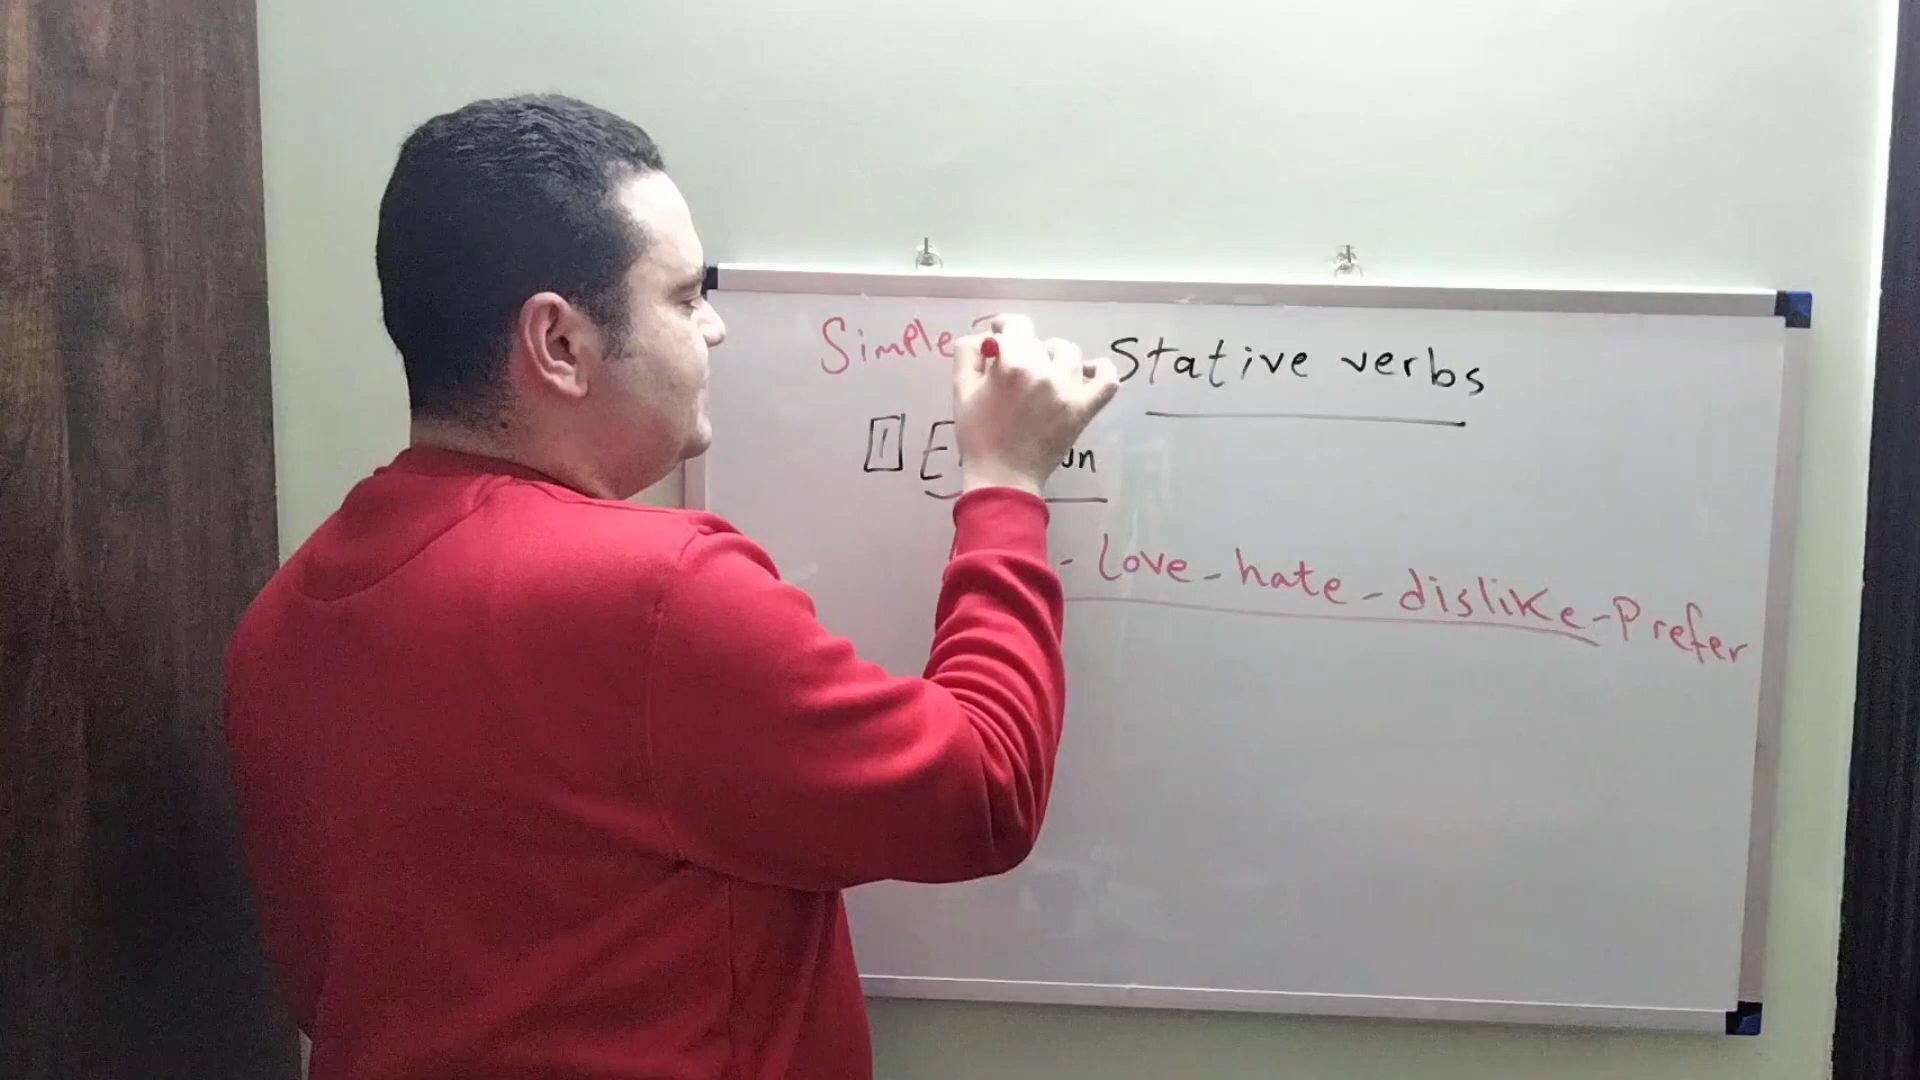 Simple Stative verbs
1
- Love - hate - dislike - Prefer